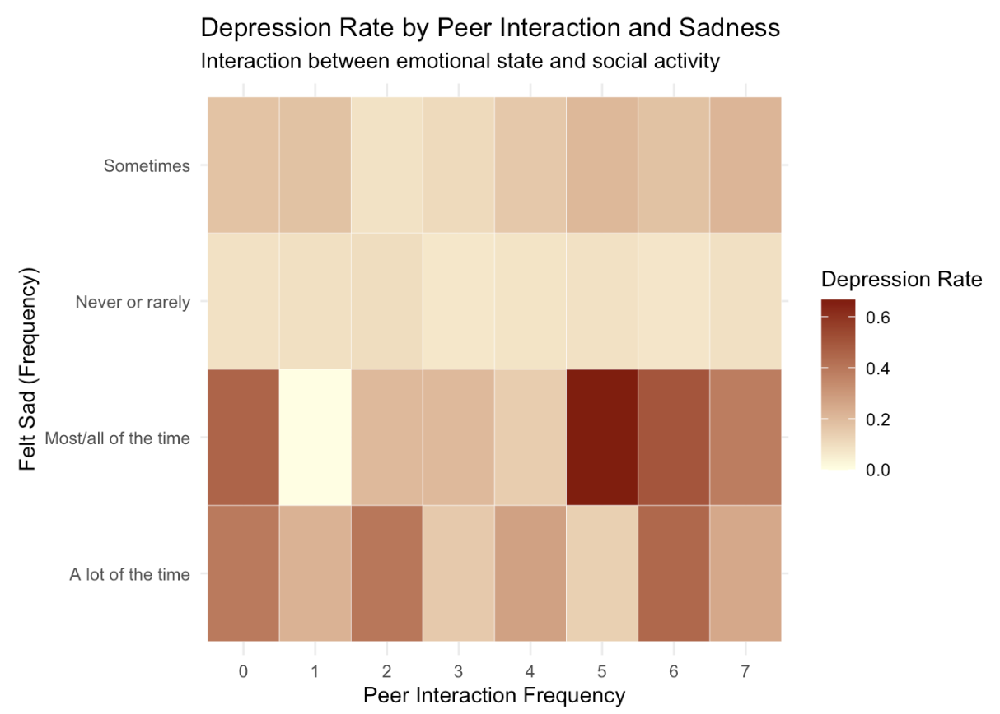 Depression Rate by Peer Interaction and Sadness
Interaction between emotional state and social activity
Felt Sad (Frequency)
Sometimes
Never or rarely
Most/all of the time
A lot of the time
0 1 2 3 4 5 6 7
Peer Interaction Frequency
Depression Rate
0.6
0.4
0.2
0.0